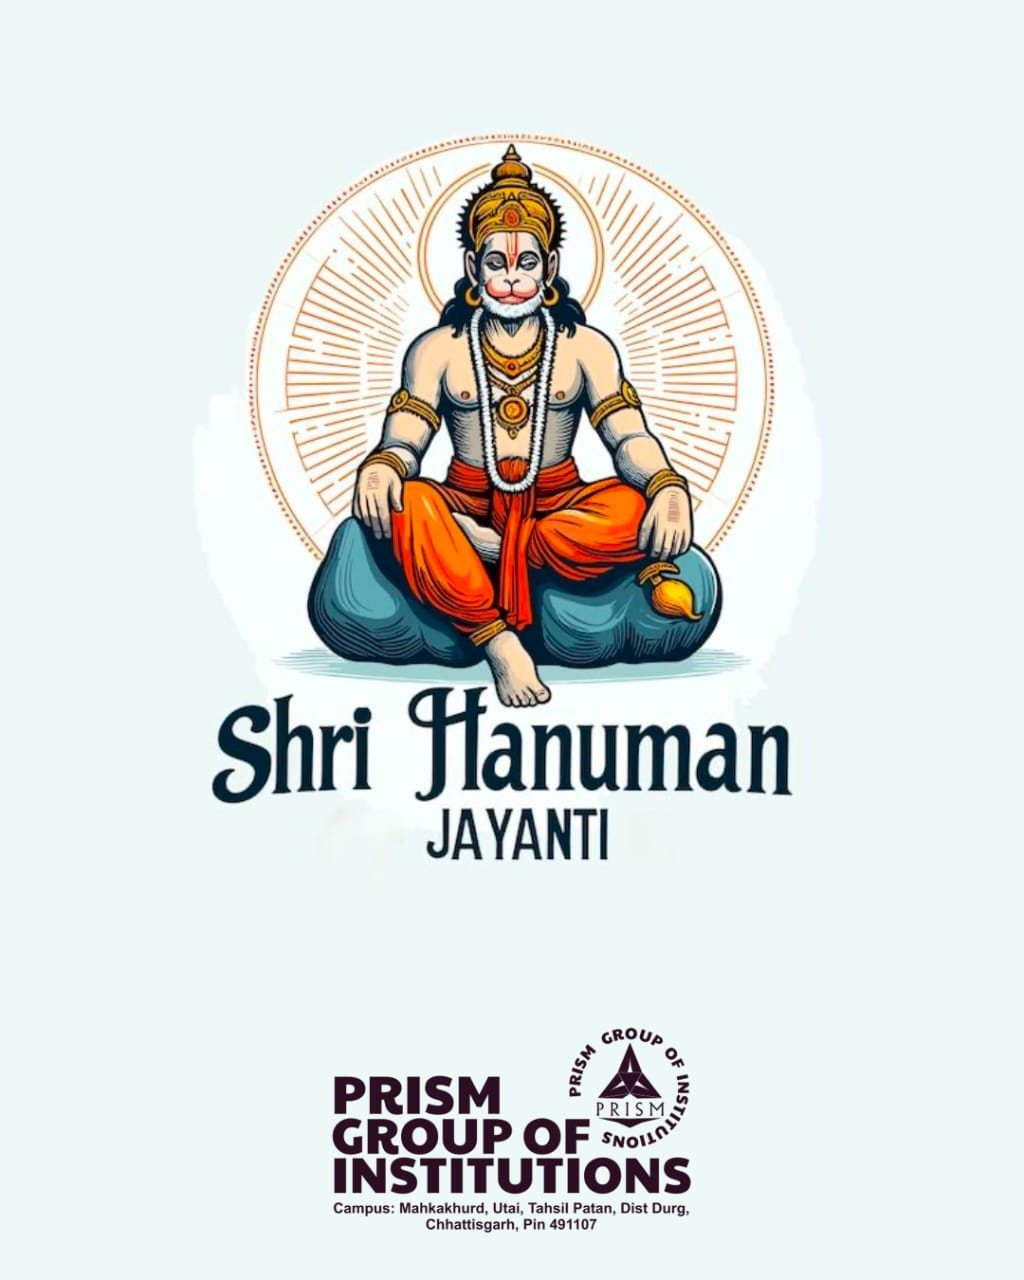 Shri Hanuman
JAYANTI
PRISM GROUP OF INSTITUTIONS
PRISM
PRISM
GROUP OF
INSTITUTIONS
Campus: Mahkakhurd, Utai, Tahsil Patan, Dist Durg,
Chhattisgarh, Pin 491107